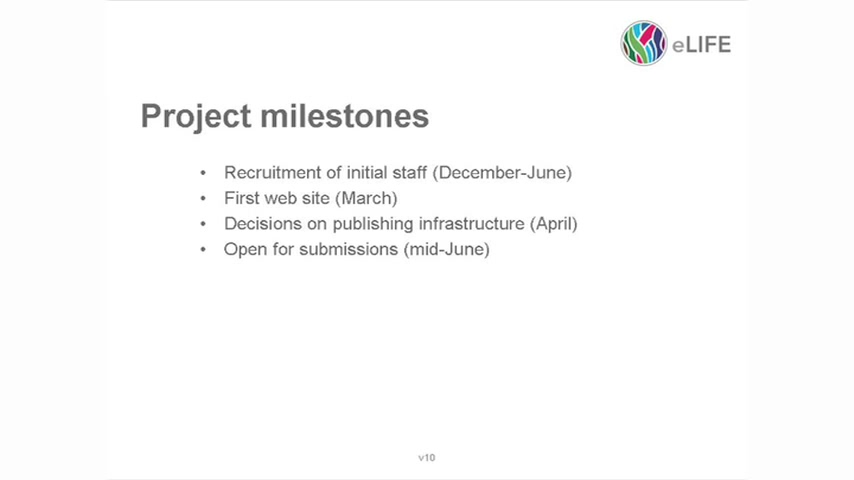 eLIFE
Project milestones
• Recruitment of initial staff (December-June)
• First web site (March)
• Decisions on publishing infrastructure (April)
• Open for submissions (mid-June)
v10